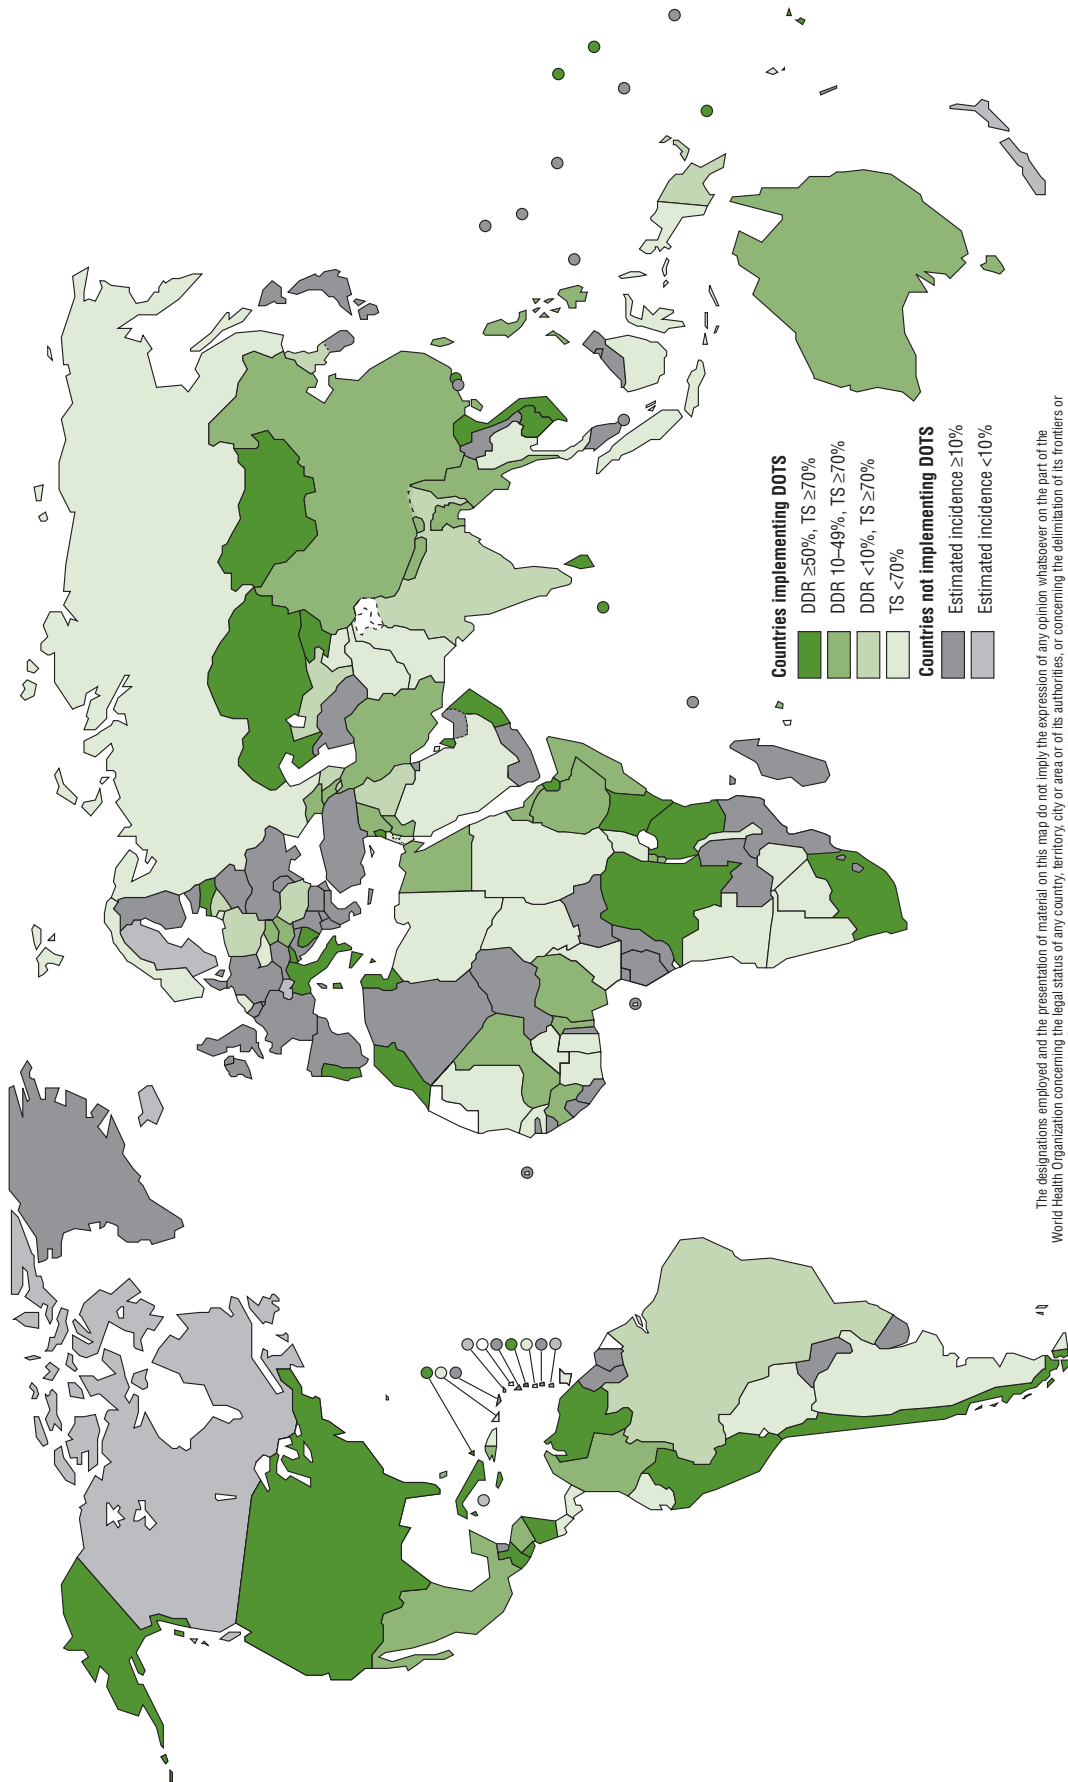 Countries implementing DOTS
DDR ≥50%, TS ≥70%
DDR 10–49%, TS ≥70%
DDR <10%, TS ≥70%
TS <70%
Countries not implementing DOTS
Estimated incidence ≥10%
Estimated incidence <10%
The designations employed and the presentation of material on this map do not imply the expression of any opinion whatsoever on the part of the
World Health Organization concerning the legal status of any country, territory, city or area or of its authorities, or concerning the delimitation of its frontiers or